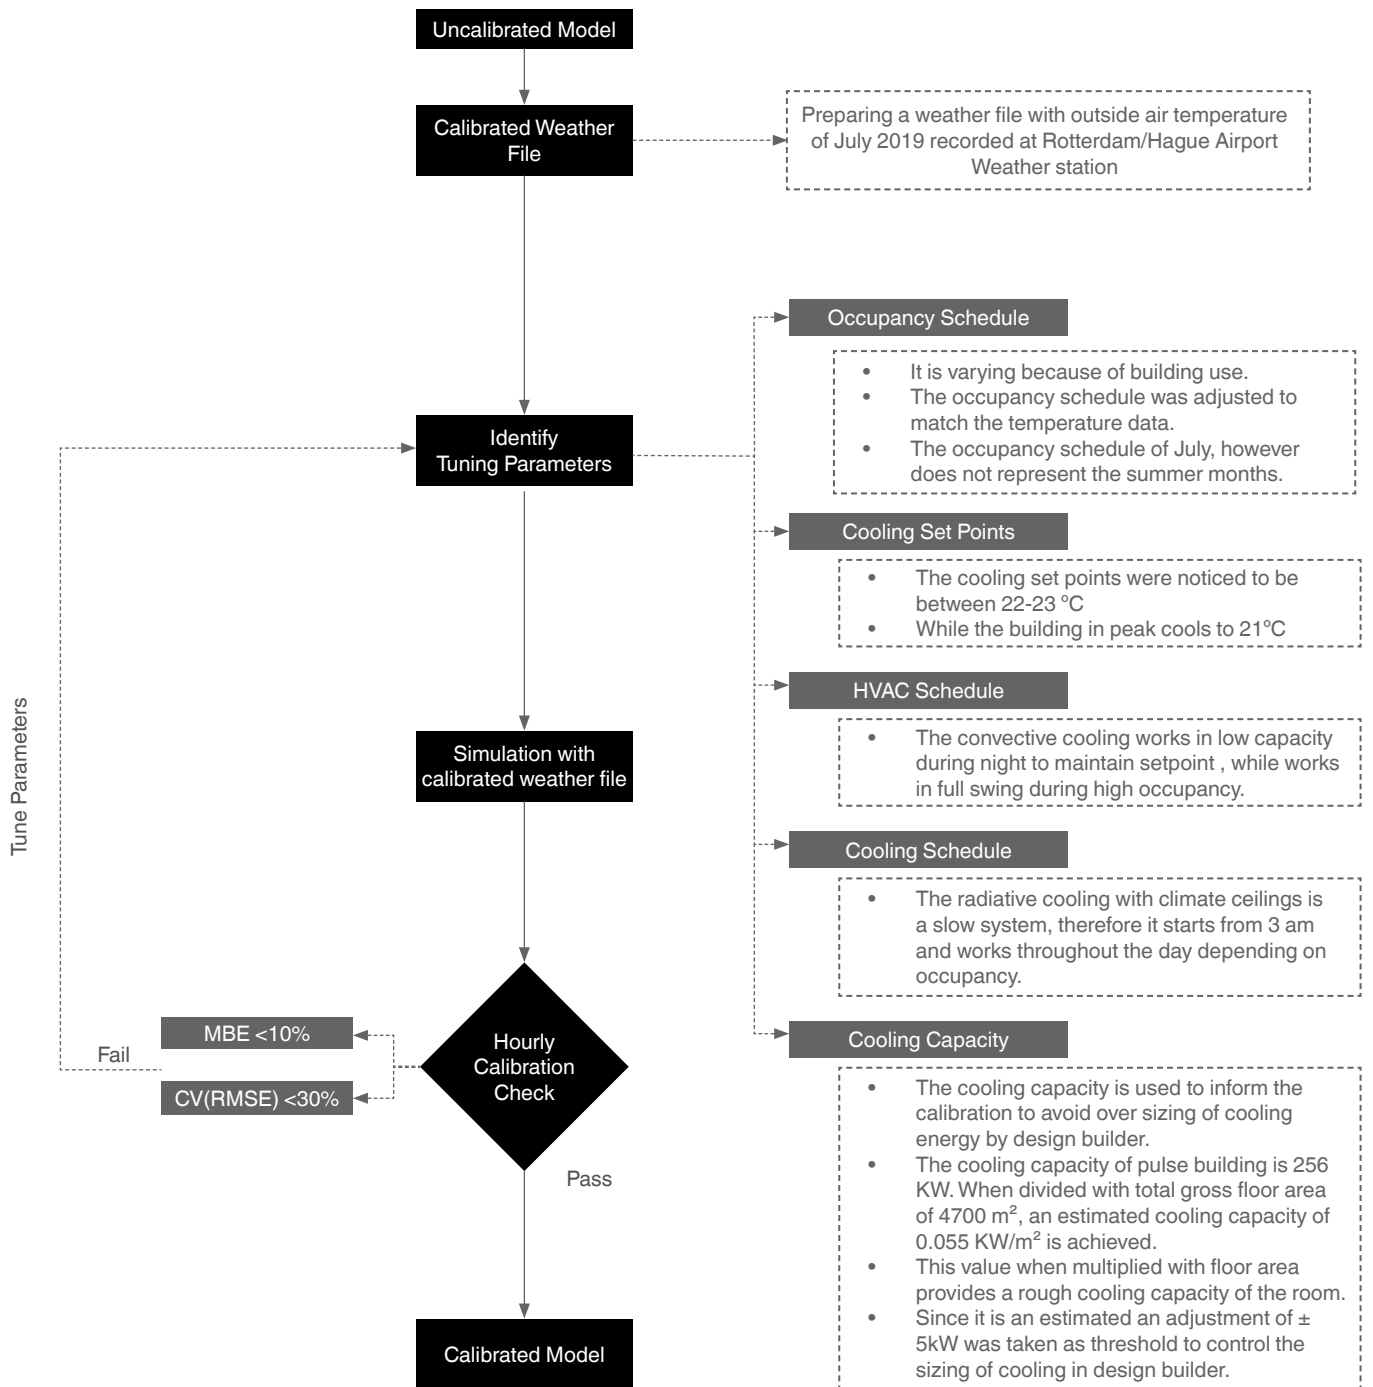 Uncalibrated Model
Calibrated Weather
File
Preparing a weather file with outside air temperature
of July 2019 recorded at Rotterdam/Hague Airport
Weather station
Identify
Tuning Parameters
Occupancy Schedule
• It is varying because of building use.
• The occupancy schedule was adjusted to
match the temperature data.
• The occupancy schedule of July, however
does not represent the summer months.
Cooling Set Points
• The cooling set points were noticed to be
between 22-23 °C
• While the building in peak cools to 21°C
HVAC Schedule
• The convective cooling works in low capacity
during night to maintain setpoint , while works
in full swing during high occupancy.
Cooling Schedule
• The radiative cooling with climate ceilings is
a slow system, therefore it starts from 3 am
and works throughout the day depending on
occupancy.
Cooling Capacity
• The cooling capacity is used to inform the
calibration to avoid over sizing of cooling
energy by design builder.
• The cooling capacity of pulse building is 256
KW. When divided with total gross floor area
of 4700 m², an estimated cooling capacity of
0.055 KW/m² is achieved.
• This value when multiplied with floor area
provides a rough cooling capacity of the room.
• Since it is an estimated an adjustment of ±
5kW was taken as threshold to control the
sizing of cooling in design builder.
Simulation with
calibrated weather file
Tune Parameters
Hourly
Calibration
Check
MBE <10%
CV(RMSE) <30%
Fail
Pass
Calibrated Model